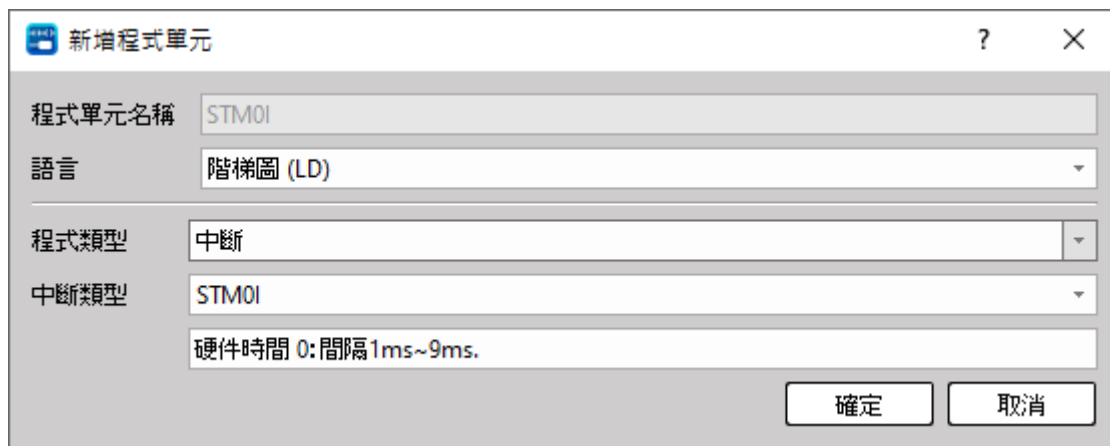 新增程式單元
程式單元名稱 STM0I
語言 階梯圖 (LD)
程式類型 中斷
中斷類型 STM0I
硬件時間 0: 間隔1ms~9ms.
確定 取消